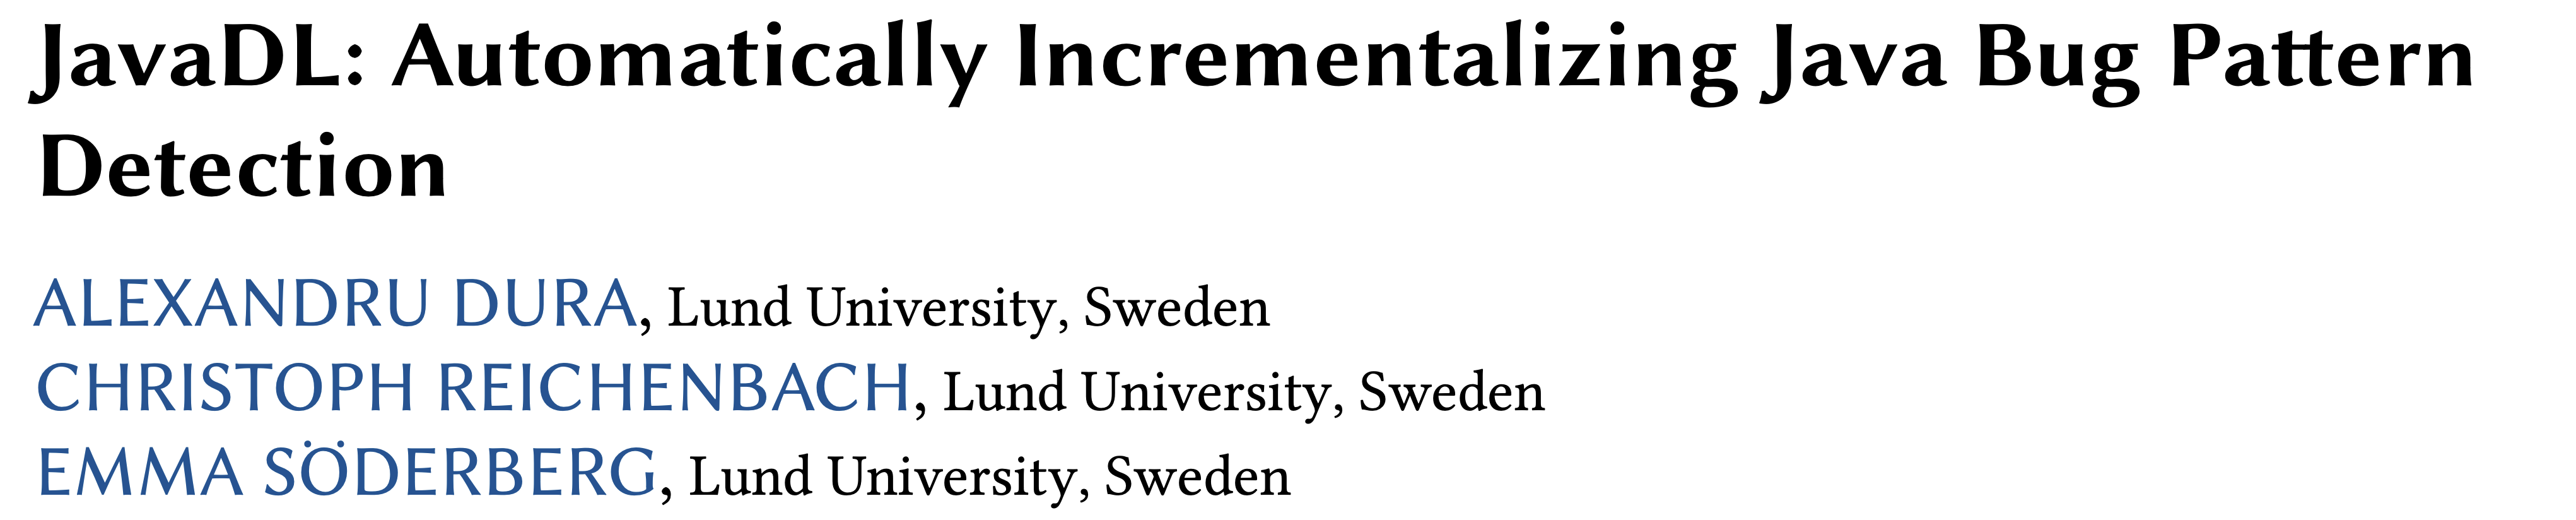 JavaDL: Automatically Incrementalizing Java Bug Pattern
Detection
ALEXANDRU DURA, Lund University, Sweden
CHRISTOPH REICHENBACH, Lund University, Sweden
EMMA SÖDERBERG, Lund University, Sweden